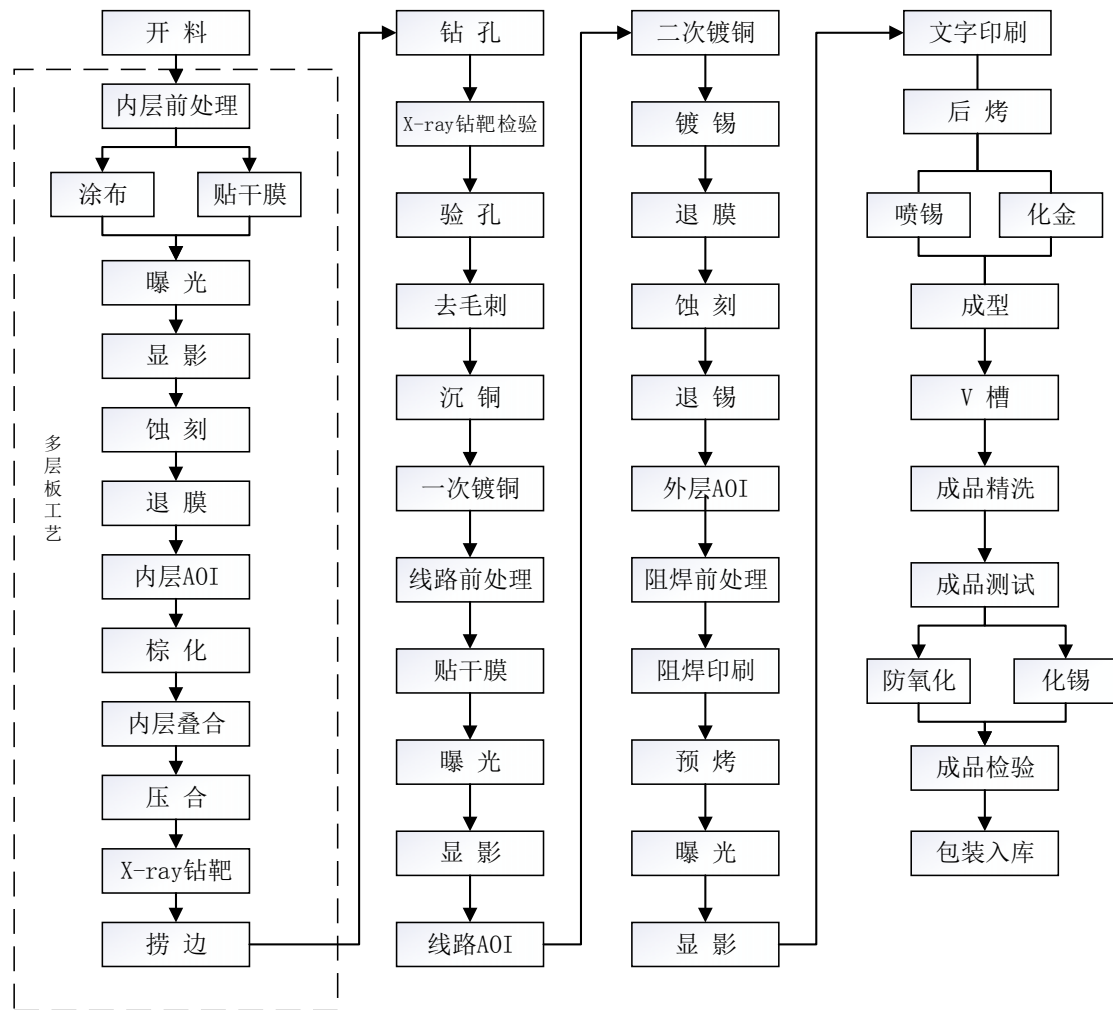 开 料
内层前处理
涂布
贴干膜
曝 光
显 影
蚀 刻
退 膜
内层AOI
棕 化
内层叠合
压 合
X-ray钻靶
捞 边
多层板工艺
钻 孔
X-ray钻靶检验
验 孔
去毛刺
沉 铜
一次镀铜
线路前处理
贴干膜
曝 光
显 影
线路AOI
二次镀铜
镀 锡
退 膜
蚀 刻
退 锡
外层AOI
阻焊前处理
阻焊印刷
预 烤
曝 光
显 影
文字印刷
后 烤
喷锡
化金
成型
V 槽
成品精洗
成品测试
防氧化
化锡
成品检验
包装入库